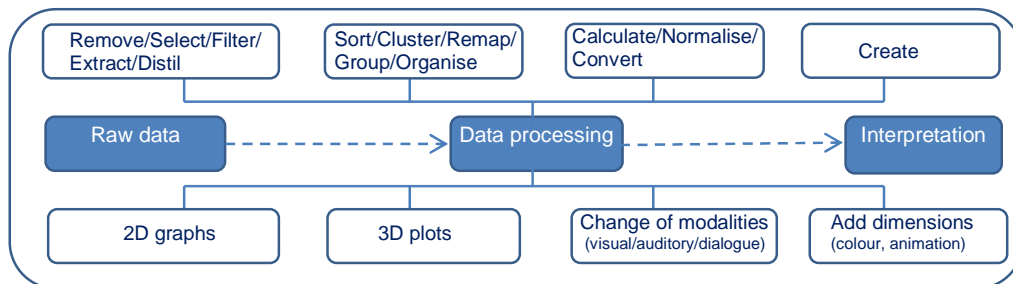 Remove/Select/Filter/
Extract/Distil
Sort/Cluster/Remap/
Group/Organise
Calculate/Normalise/
Convert
Create
Raw data
Data processing
Interpretation
2D graphs
3D plots
Change of modalities
(visual/auditory/dialogue)
Add dimensions
(colour, animation)